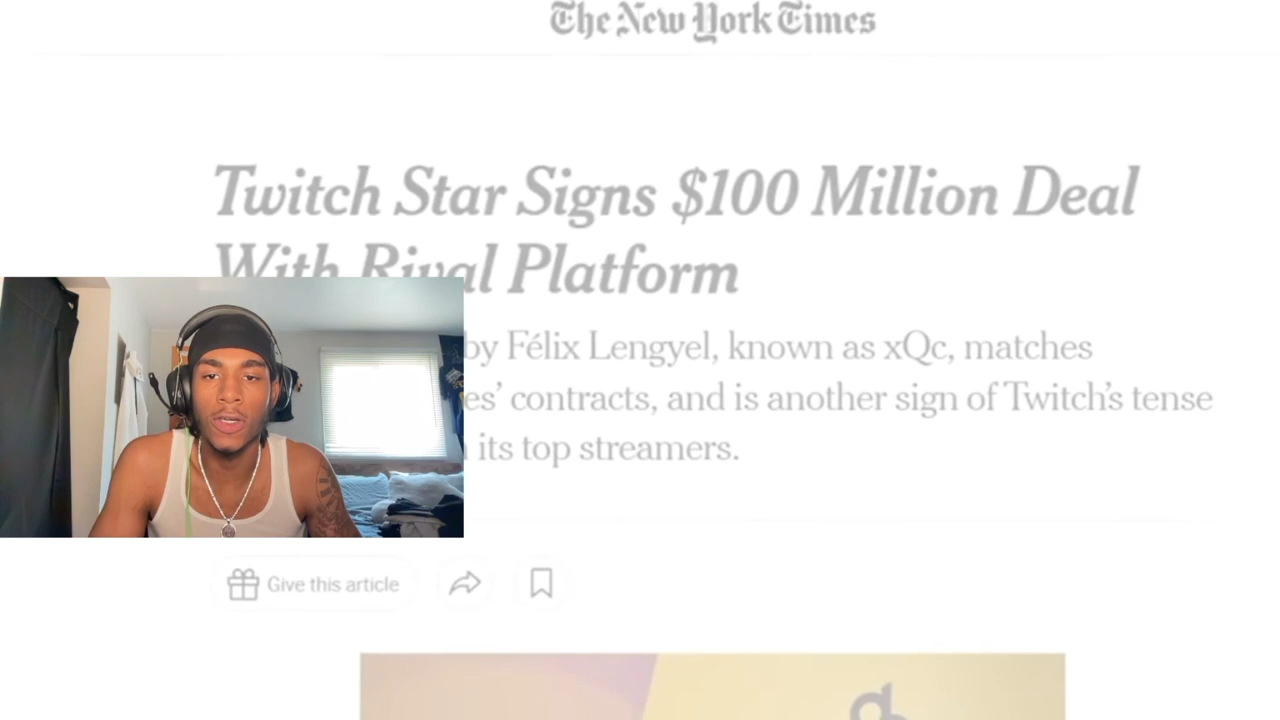 The New York Times
Twitch Star Signs $100 Million Deal
With Rival Platform
by Félix Lengyel, known as xQc, matches
es’ contracts, and is another sign of Twitch’s tense
its top streamers.
Give this article